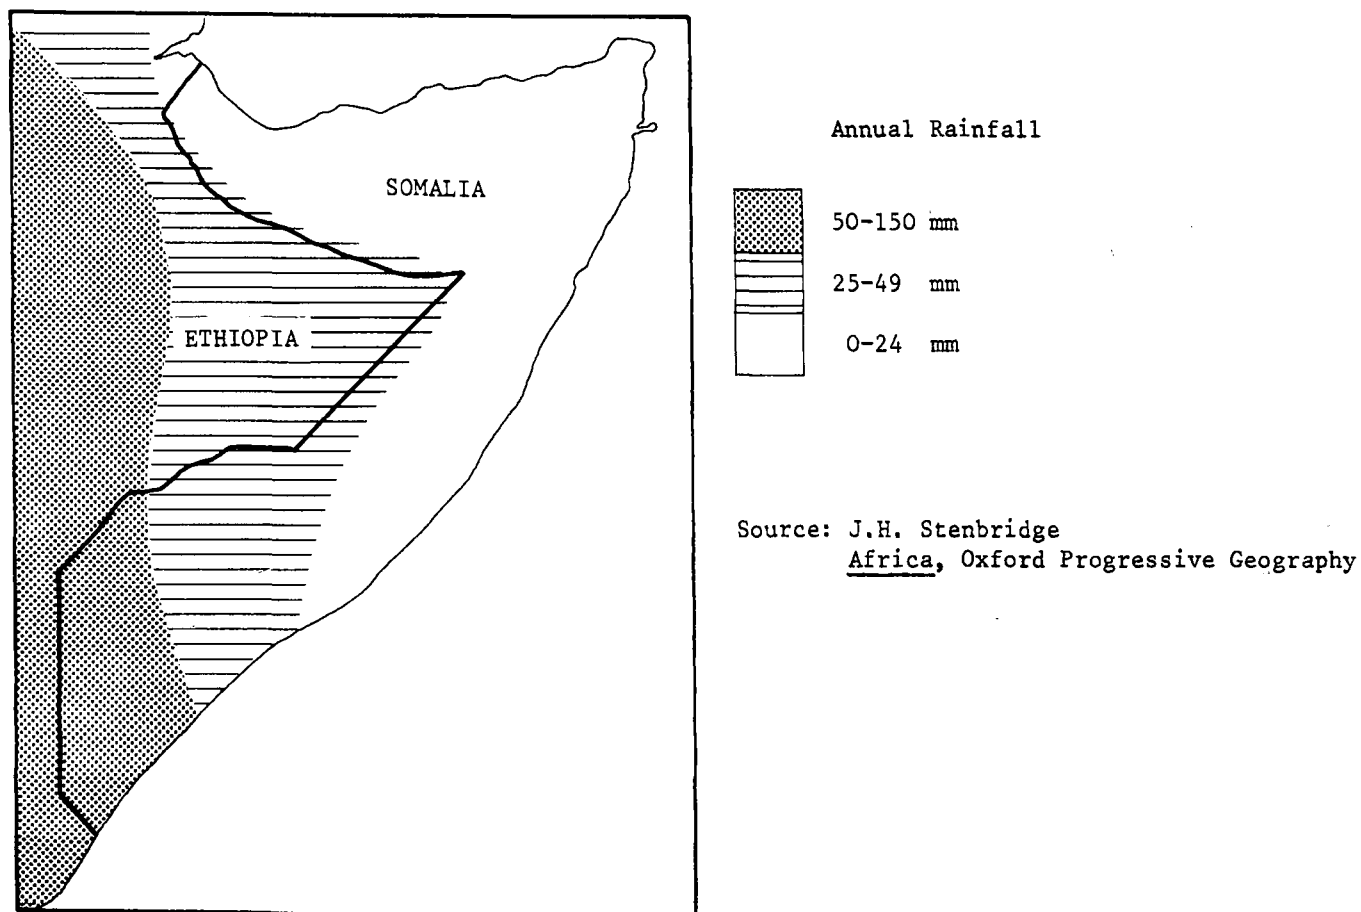 SOMALIA
ETHIOPIA
Annual Rainfall
50-150 mm
25-49 mm
0-24 mm
Source: J.H. Stenbridge
Africa, Oxford Progressive Geography